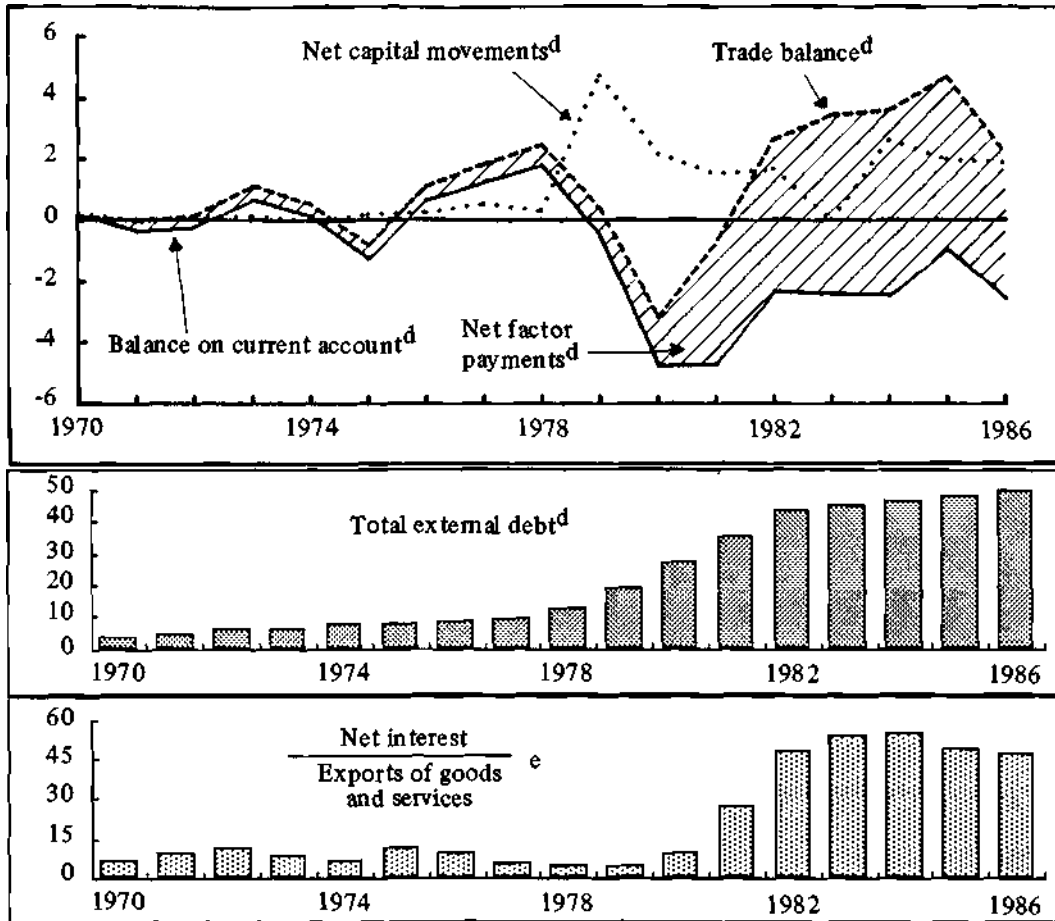 6
Net capital movementsd
Trade balanced
4
2
0
-2
Balance on current accountd
Net factor
paymentsd
-4
-6
1970 1974 1978 1982 1986
50
Total external debtd
40
30
20
10
0
1970 1974 1978 1982 1986
60
Net interest
e
45
Exports of goods
and services
30
15
0
1970 1974 1978 1982 1986